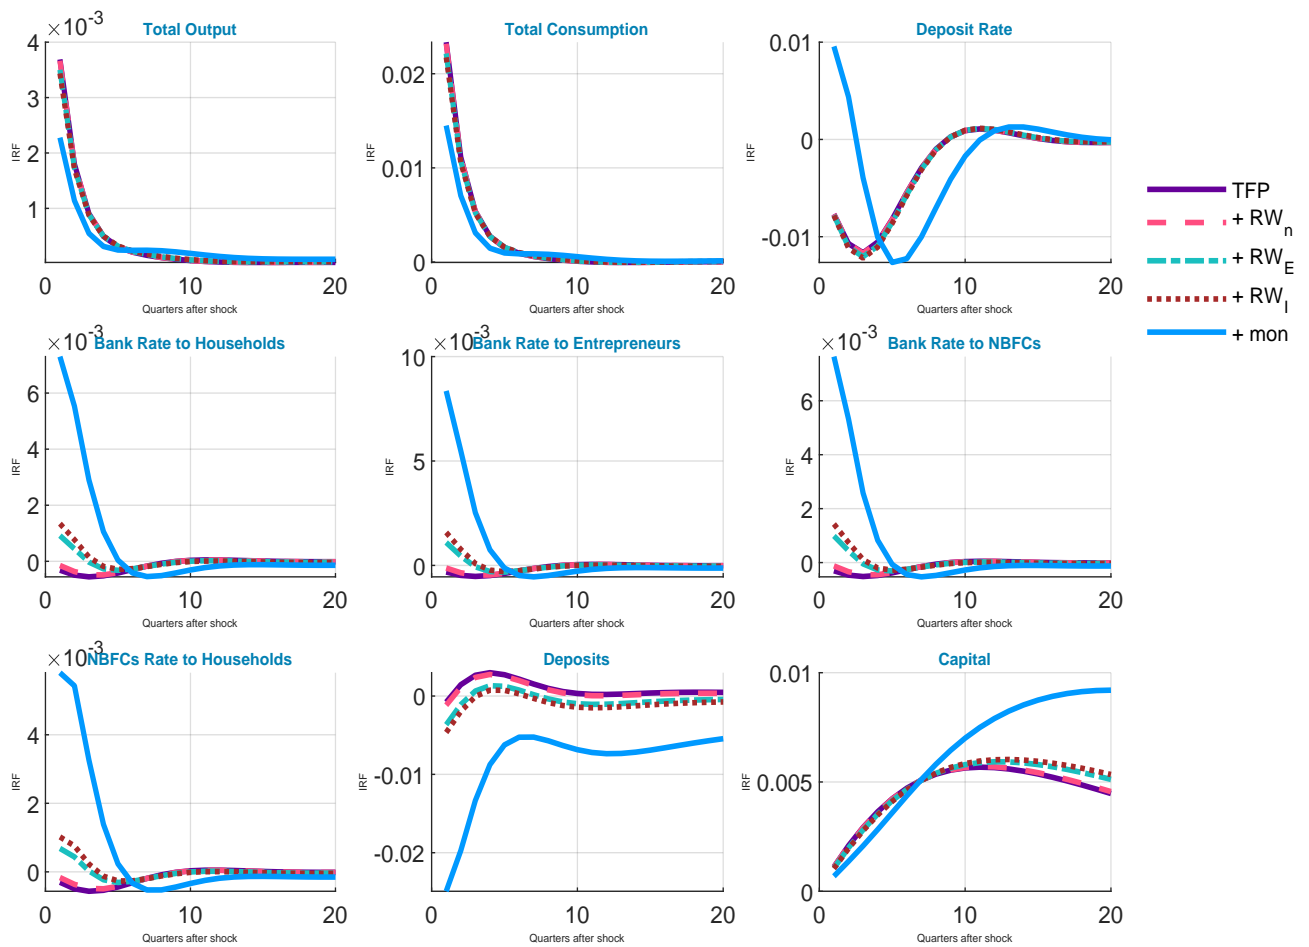 ×10⁻³
Total Output
4
3
2
1
IRF
0
10
20
Quarters after shock
Total Consumption
0.02
0.01
0
IRF
0
10
20
Quarters after shock
Deposit Rate
0.01
0
-0.01
IRF
0
10
20
Quarters after shock
TFP
+ RW_n
+ RW_E
+ RW_I
+ mon
×10⁻³
Bank Rate to Households
6
4
2
0
IRF
0
10
20
Quarters after shock
×10⁻³
Bank Rate to Entrepreneurs
10
5
0
IRF
0
10
20
Quarters after shock
×10⁻³
Bank Rate to NBFCs
6
4
2
0
IRF
0
10
20
Quarters after shock
×10⁻³
NBFCs Rate to Households
4
2
0
IRF
0
10
20
Quarters after shock
Deposits
0
-0.01
-0.02
IRF
0
10
20
Quarters after shock
Capital
0.01
0.005
0
IRF
0
10
20
Quarters after shock